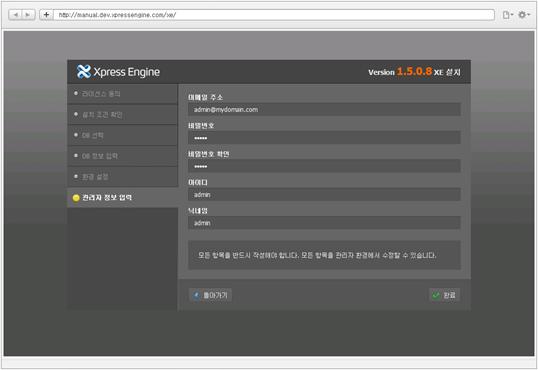 http://manual.dev.xpressengine.com/xe/
Xpress Engine
Version 1.5.0.8 XE 설치
라이선스 동의
설치 조건 확인
DB 선택
DB 정보 입력
환경 설정
관리자 정보 입력
이메일 주소
admin@mydomain.com
비밀번호
•••••
비밀번호 확인
•••••
아이디
admin
닉네임
admin
모든 항목을 반드시 작성해야 합니다. 모든 항목을 관리자 환경에서 수정할 수 있습니다.
돌아가기
완료